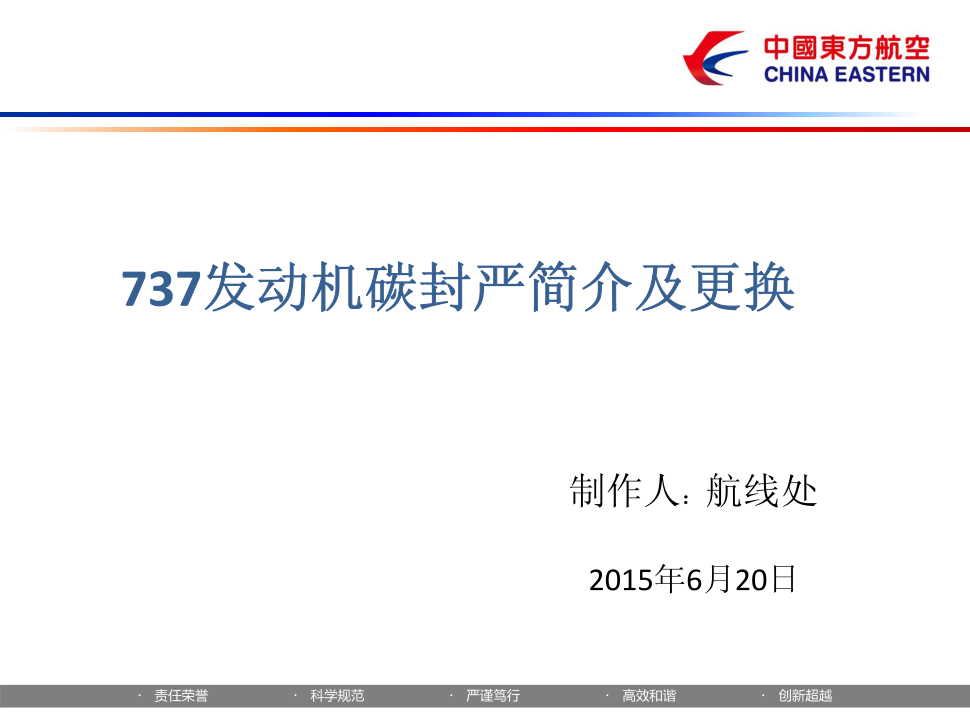 中國東方航空
CHINA EASTERN
737发动机碳封严简介及更换
制作人：航线处
2015年6月20日
· 责任荣誉 · 科学规范 · 严谨笃行 · 高效和谐 · 创新超越